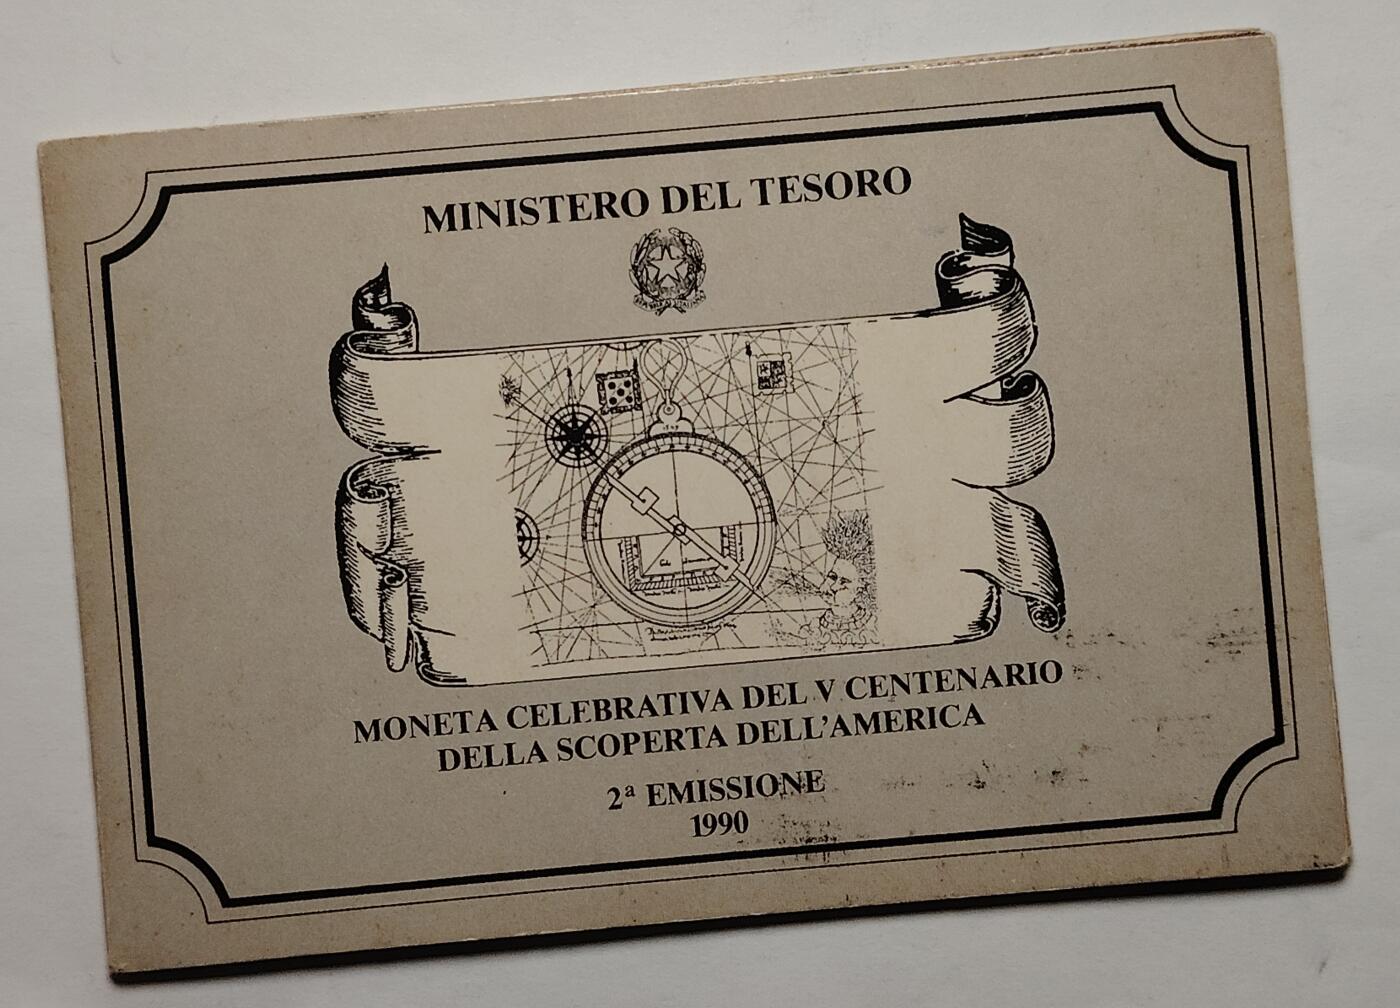 MINISTERO DEL TESORO
MONETA CELEBRATIVA DEL V CENTENARIO
DELLA SCOPERTA DELL'AMERICA
2ª EMISSIONE
1990